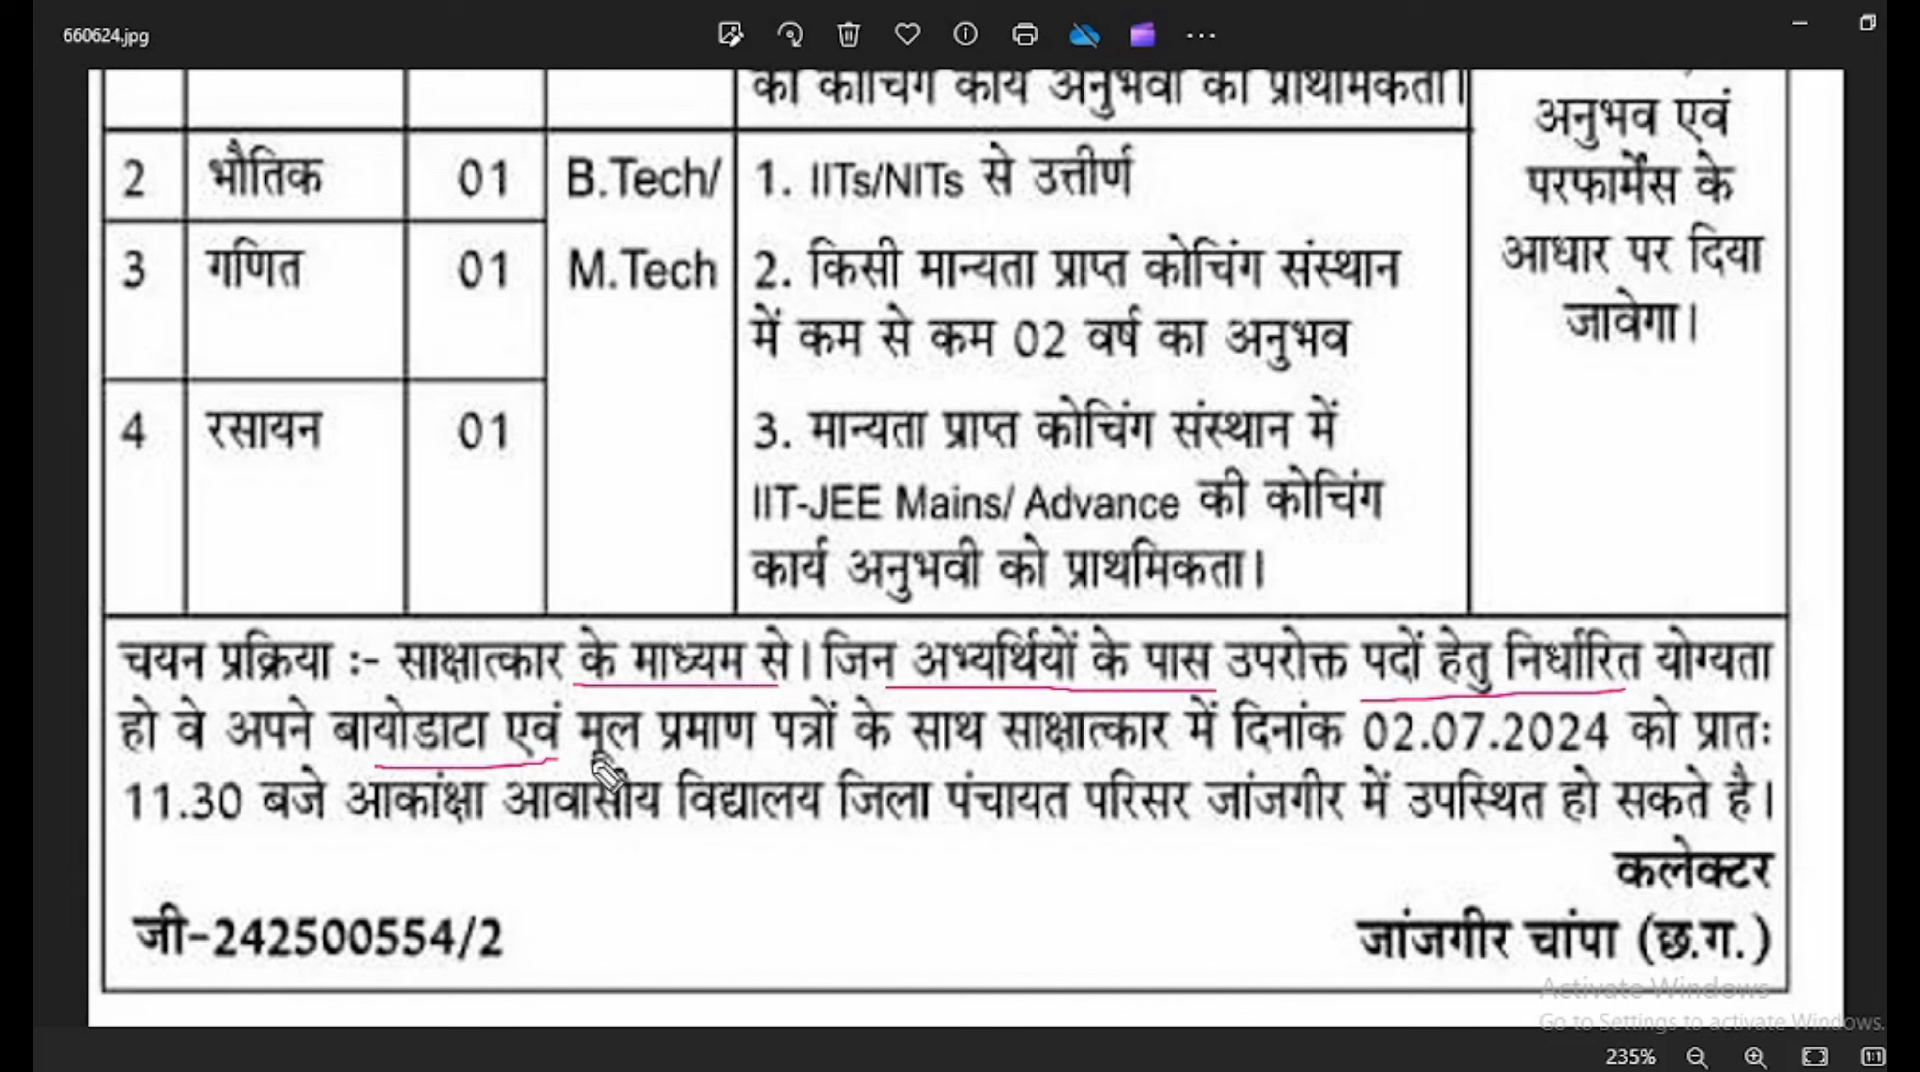 660624.jpg
का कोचिंग कार्य अनुभवी को प्राथमिकता।
अनुभव एवं
परफार्मेंस के
आधार पर दिया
जावेगा।
2 भौतिक 01 B.Tech/ 1. IITs/NITs से उत्तीर्ण
3 गणित 01 M.Tech 2. किसी मान्यता प्राप्त कोचिंग संस्थान
में कम से कम 02 वर्ष का अनुभव
4 रसायन 01 3. मान्यता प्राप्त कोचिंग संस्थान में
IIT-JEE Mains/ Advance की कोचिंग
कार्य अनुभवी को प्राथमिकता।
चयन प्रक्रिया :- साक्षात्कार के माध्यम से। जिन अभ्यर्थियों के पास उपरोक्त पदों हेतु निर्धारित योग्यता
हो वे अपने बायोडाटा एवं मूल प्रमाण पत्रों के साथ साक्षात्कार में दिनांक 02.07.2024 को प्रातः
11.30 बजे आकांक्षा आवासीय विद्यालय जिला पंचायत परिसर जांजगीर में उपस्थित हो सकते है।
कलेक्टर
जी-242500554/2 जांजगीर चांपा (छ.ग.)
Activate Windows
Go to Settings to activate Windows.
235%